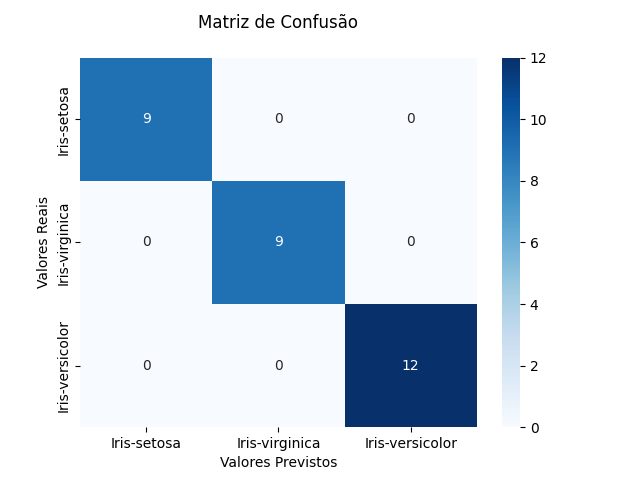 Matriz de Confusão
Valores Reais
Iris-setosa
Iris-virginica
Iris-versicolor
9 0 0
0 9 0
0 0 12
Iris-setosa Iris-virginica Iris-versicolor
Valores Previstos
12
10
8
6
4
2
0